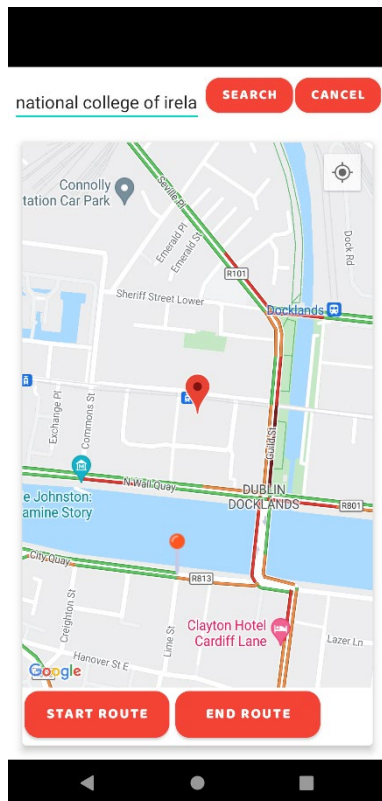 national college of irela
SEARCH
CANCEL
Connolly
tation Car Park
Seville Pl
Emerald Pl
Emerald St
Dock Rd
R101
Sheriff Street Lower
Docklands
Exchange Pl
Commons St
Guild St
N Wall Quay
DUBLIN
DOCKLANDS
R801
e Johnston:
amine Story
City Quay
R813
Creighton St
Lime St
Clayton Hotel
Cardiff Lane
Lazer Ln
Hanover St E
Google
START ROUTE
END ROUTE